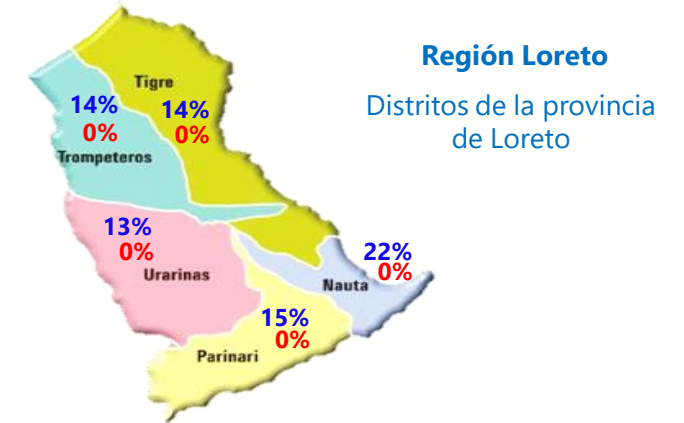 Región Loreto
Distritos de la provincia
de Loreto
Tigre
14%
0%
14%
0%
Trompeteros
13%
0%
Urarinas
22%
0%
Nauta
15%
0%
Parinari